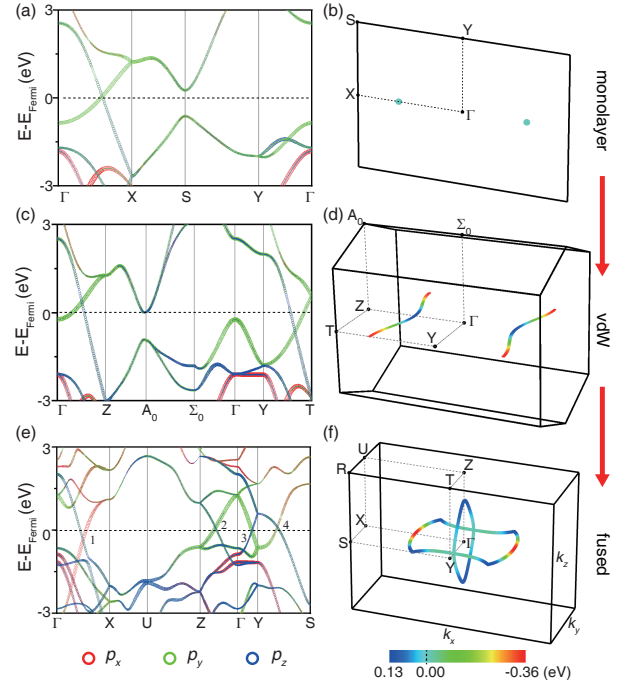 (a)
3
0
-3
E-E_Fermi (eV)
Γ X S Y Γ
(b)
S
Y
X
Γ
monolayer
(c)
3
0
-3
E-E_Fermi (eV)
Γ Z A_0 Σ_0 Γ Y T
(d)
A_0
Σ_0
Z
Γ
T
Y
vdW
(e)
3
0
-3
E-E_Fermi (eV)
1 2 3 4
Γ X U Z Γ Y S
p_x p_y p_z
(f)
U
Z
R
T
X
Γ
S
Y
k_z
k_x
k_y
fused
0.13 0.00 -0.36 (eV)